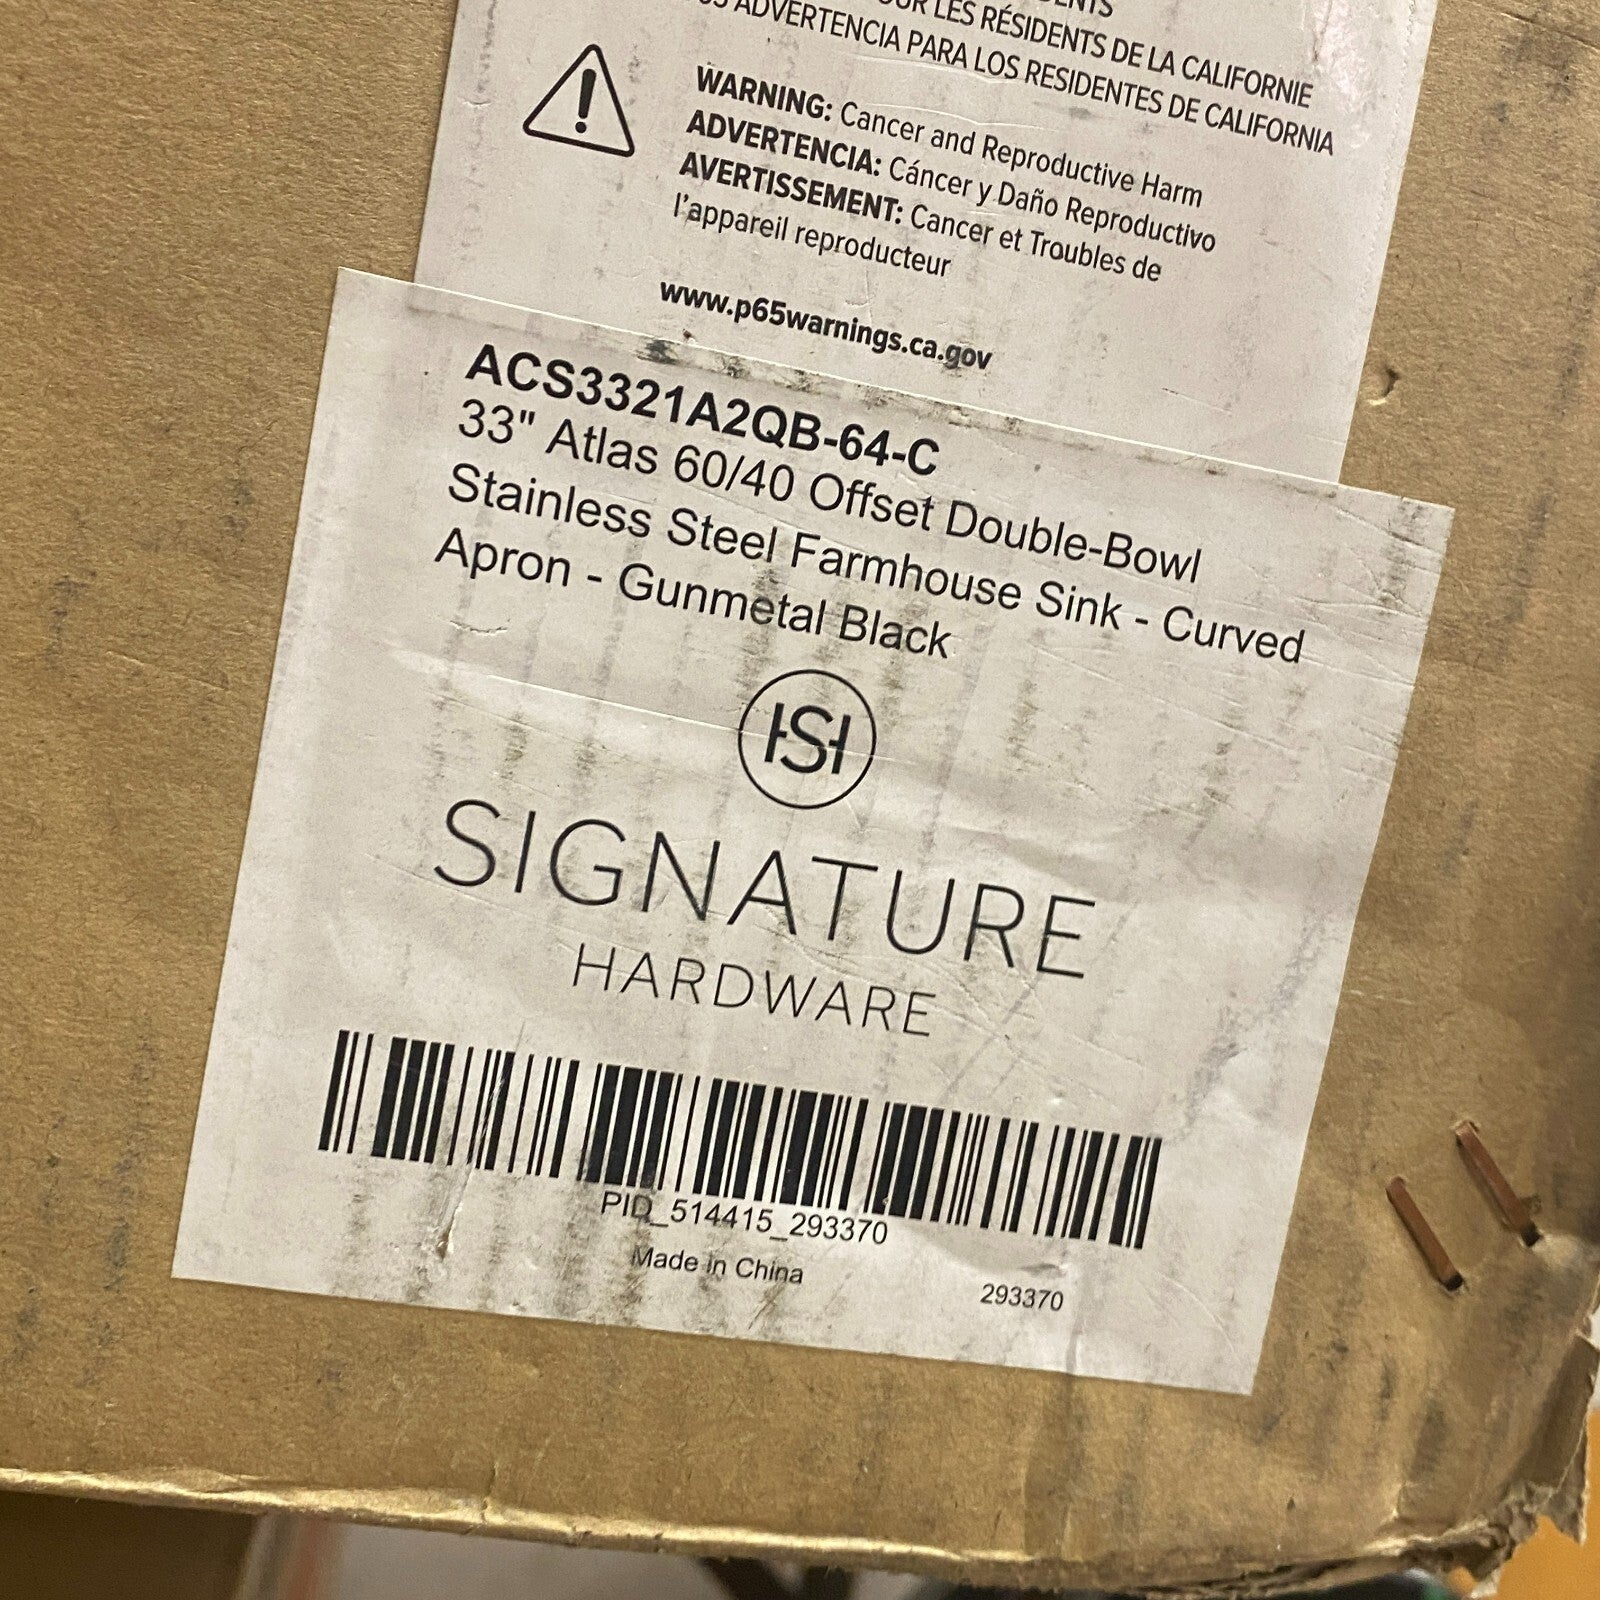 LES RÉSIDENTS DE LA CALIFORNIE
ADVERTENCIA PARA LOS RESIDENTES DE CALIFORNIA
WARNING: Cancer and Reproductive Harm
ADVERTENCIA: Cáncer y Daño Reproductivo
AVERTISSEMENT: Cancer et Troubles de
l'appareil reproducteur
www.p65warnings.ca.gov
ACS3321A2QB-64-C
33" Atlas 60/40 Offset Double-Bowl
Stainless Steel Farmhouse Sink - Curved
Apron - Gunmetal Black
HSH
SIGNATURE
HARDWARE
PID_514415_293370
Made in China
293370